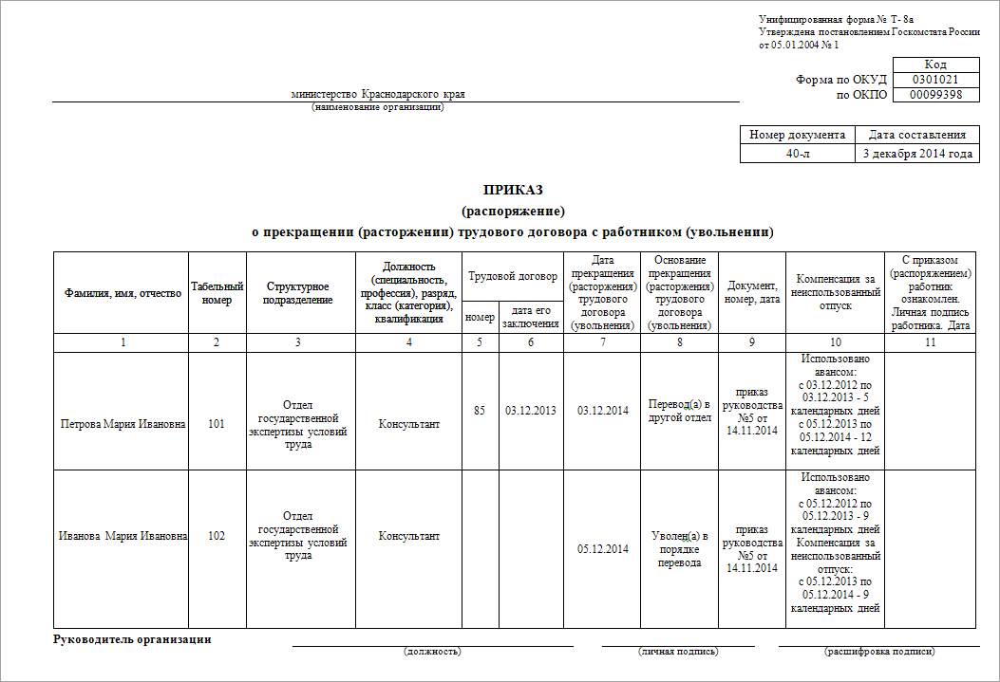 Унифицированная форма № Т- 8а
Утверждена постановлением Госкомстата России
от 05.01.2004 № 1
Код
Форма по ОКУД 0301021
по ОКПО 00099398
министерство Краснодарского края
(наименование организации)
Номер документа Дата составления
40-л 3 декабря 2014 года
ПРИКАЗ
(распоряжение)
о прекращении (расторжении) трудового договора с работником (увольнении)
Фамилия, имя, отчество
Табельный
номер
Структурное
подразделение
Должность
(специальность,
профессия), разряд,
класс (категория),
квалификация
Трудовой договор
номер
дата его
заключения
Дата
прекращения
(расторжения)
трудового
договора
(увольнения)
Основание
прекращения
(расторжения)
трудового
договора
(увольнения)
Документ,
номер, дата
Компенсация за
неиспользованный
отпуск
С приказом
(распоряжением)
работник
ознакомлен.
Личная подпись
работника. Дата
1 2 3 4 5 6 7 8 9 10 11
Петрова Мария Ивановна
101
Отдел
государственной
экспертизы условий
труда
Консультант
85
03.12.2013
03.12.2014
Перевод(а) в
другой отдел
приказ
руководства
№5 от
14.11.2014
Использовано
авансом:
с 03.12.2012 по
03.12.2013 - 5
календарных дней
с 05.12.2013 по
05.12.2014 - 12
календарных дней
Иванова Мария Ивановна
102
Отдел
государственной
экспертизы условий
труда
Консультант
05.12.2014
Уволен(а) в
порядке
перевода
приказ
руководства
№5 от
14.11.2014
Использовано
авансом:
с 05.12.2012 по
05.12.2013 - 9
календарных дней
Компенсация за
неиспользованный
отпуск:
с 05.12.2013 по
05.12.2014 - 9
календарных дней
Руководитель организации
(должность) (личная подпись) (расшифровка подписи)